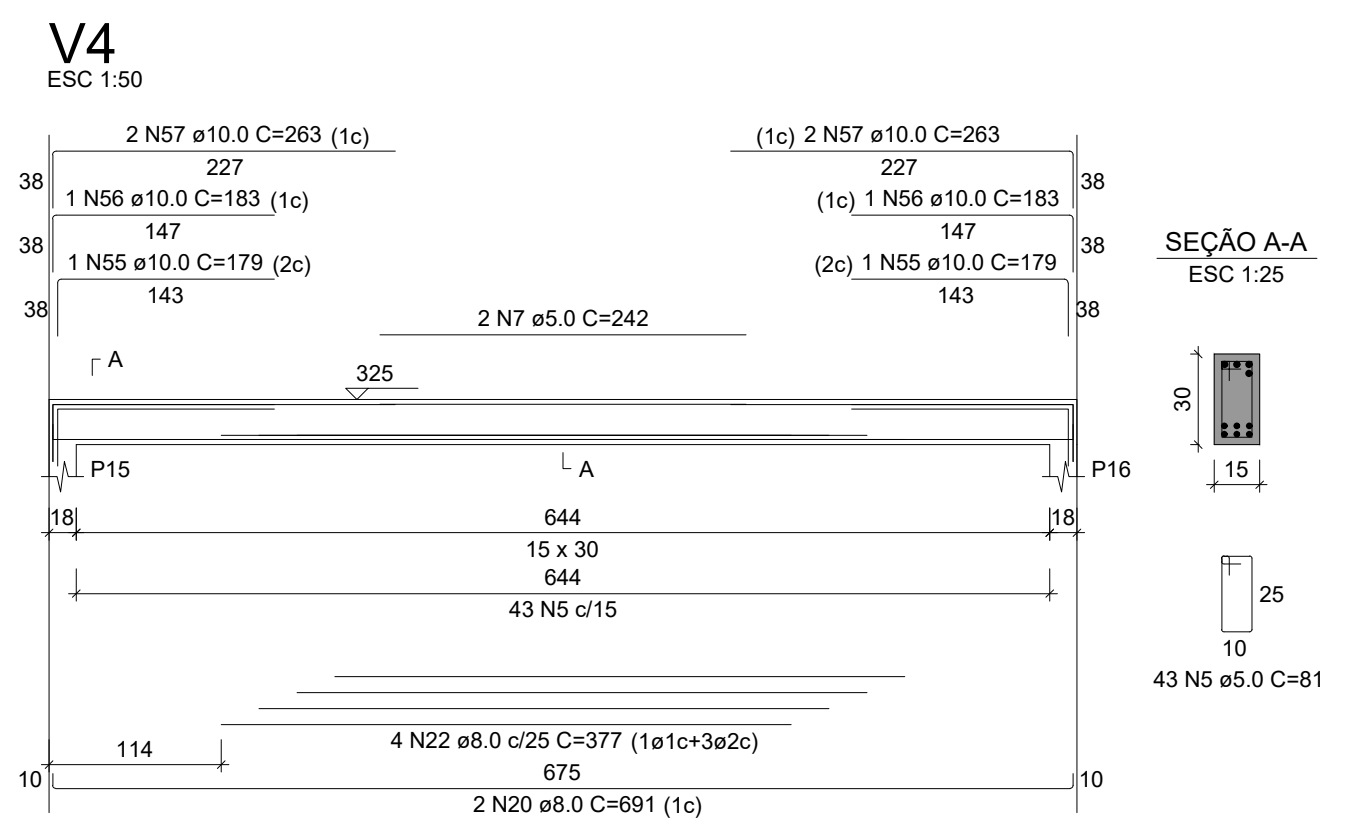 V4
ESC 1:50
2 N57 ø10.0 C=263 (1c)
(1c) 2 N57 ø10.0 C=263
227
227
38
38
1 N56 ø10.0 C=183 (1c)
(1c) 1 N56 ø10.0 C=183
147
147
38
38
1 N55 ø10.0 C=179 (2c)
(2c) 1 N55 ø10.0 C=179
143
143
38
38
2 N7 ø5.0 C=242
A
325
P15
A
P16
18
644
18
15 x 30
644
43 N5 c/15
4 N22 ø8.0 c/25 C=377 (1ø1c+3ø2c)
114
10
675
10
2 N20 ø8.0 C=691 (1c)
SEÇÃO A-A
ESC 1:25
30
15
25
10
43 N5 ø5.0 C=81